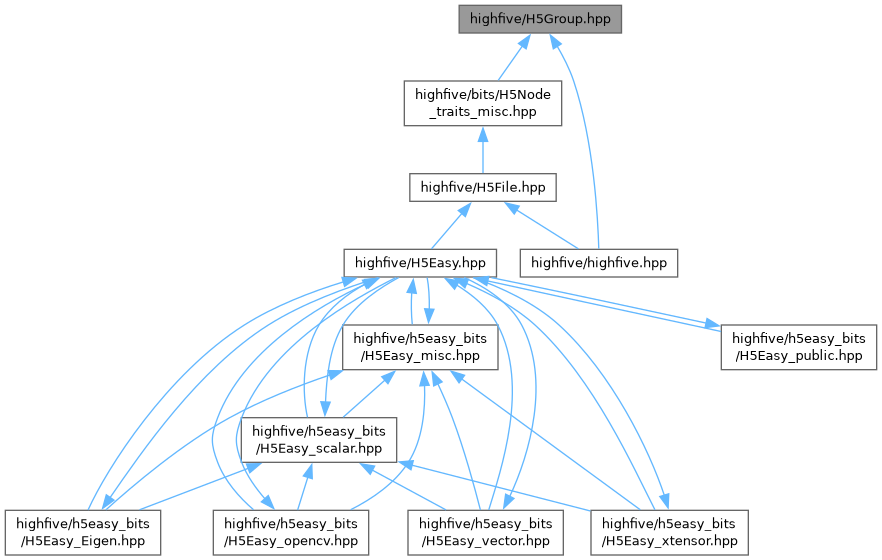 highfive/H5Group.hpp
highfive/bits/H5Node
_traits_misc.hpp
highfive/H5File.hpp
highfive/H5Easy.hpp
highfive/highfive.hpp
highfive/h5easy_bits
/H5Easy_misc.hpp
highfive/h5easy_bits
/H5Easy_public.hpp
highfive/h5easy_bits
/H5Easy_scalar.hpp
highfive/h5easy_bits
/H5Easy_Eigen.hpp
highfive/h5easy_bits
/H5Easy_opencv.hpp
highfive/h5easy_bits
/H5Easy_vector.hpp
highfive/h5easy_bits
/H5Easy_xtensor.hpp